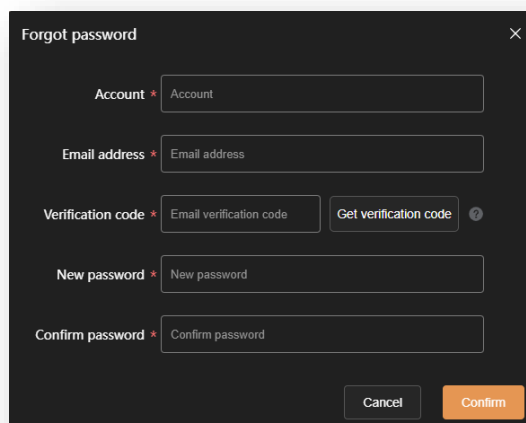 Forgot password
Account * Account
Email address * Email address
Verification code * Email verification code Get verification code ?
New password * New password
Confirm password * Confirm password
Cancel Confirm